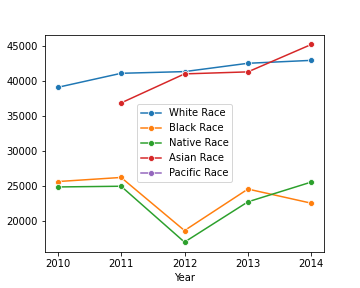 45000
40000
35000
30000
25000
20000
White Race
Black Race
Native Race
Asian Race
Pacific Race
2010 2011 2012 2013 2014
Year